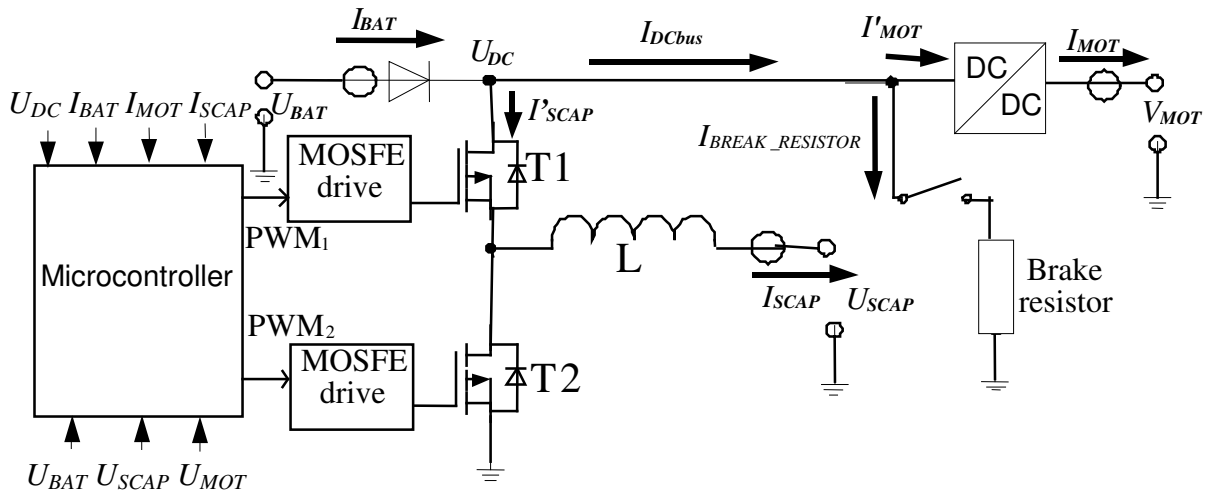 I_BAT
U_DC
I_DCbus
I'_MOT
I_MOT
DC
DC
U_DC I_BAT I_MOT I_SCAP
U_BAT
I'_SCAP
V_MOT
I_BREAK_RESISTOR
MOSFE
drive
T1
PWM1
Microcontroller
L
I_SCAP U_SCAP
Brake
resistor
PWM2
MOSFE
drive
T2
U_BAT U_SCAP U_MOT